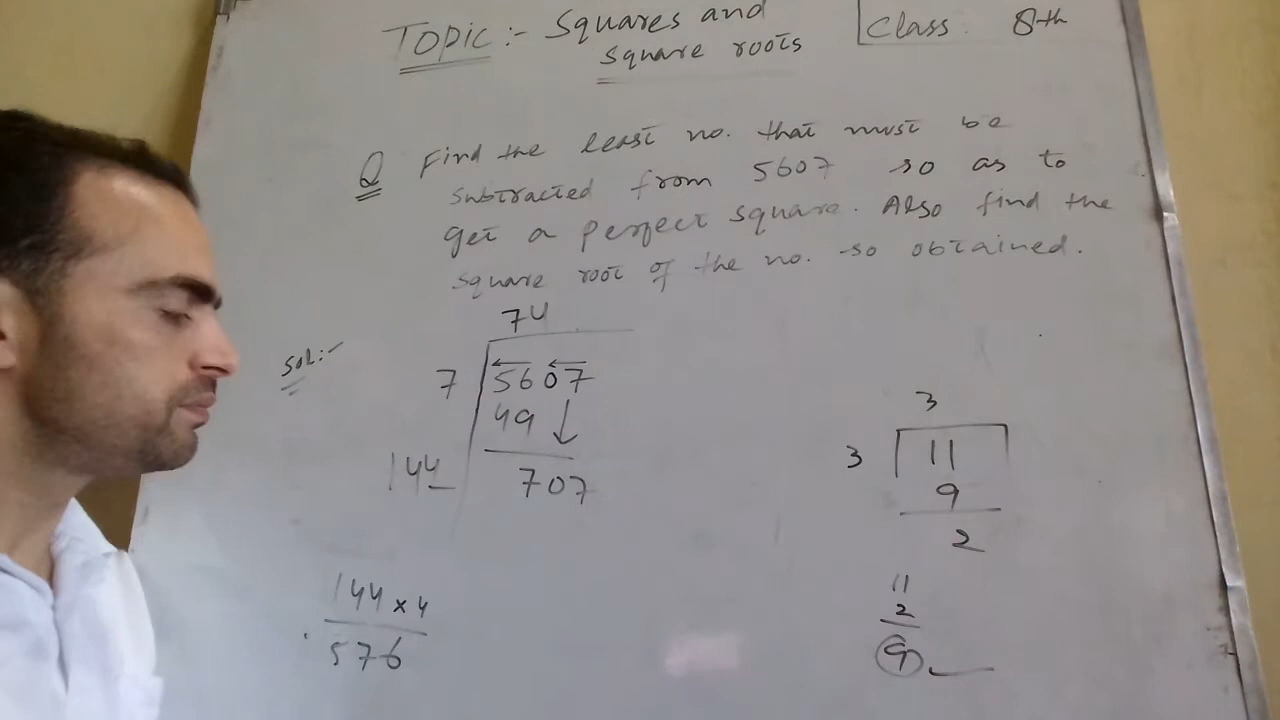 Topic:- Squares and
square roots
Class: 8th
Q Find the least no. that must be
subtracted from 5607 so as to
get a perfect square. Also find the
square root of the no. so obtained.
Sol:-
74
7 5607
49
144 707
144 x 4
576
3
3 11
9
2
11
2
9